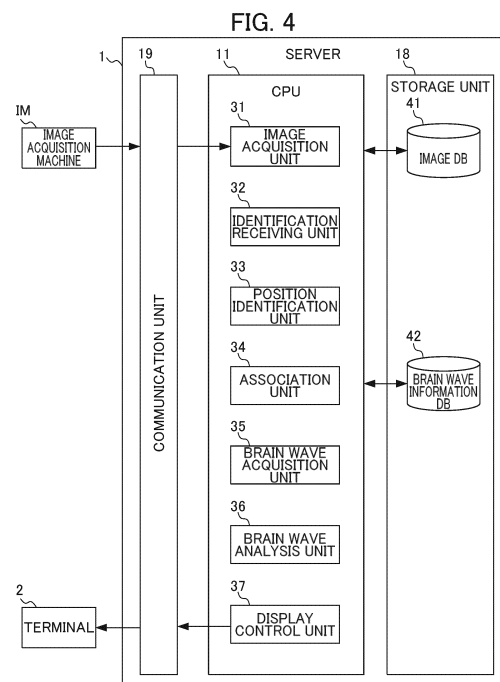 FIG. 4
1
19
SERVER
11
18
CPU
STORAGE UNIT
IM
IMAGE
ACQUISITION
MACHINE
31
IMAGE
ACQUISITION
UNIT
41
IMAGE DB
32
IDENTIFICATION
RECEIVING UNIT
33
POSITION
IDENTIFICATION
UNIT
COMMUNICATION UNIT
34
ASSOCIATION
UNIT
42
BRAIN WAVE
INFORMATION
DB
35
BRAIN WAVE
ACQUISITION
UNIT
36
BRAIN WAVE
ANALYSIS UNIT
2
TERMINAL
37
DISPLAY
CONTROL UNIT